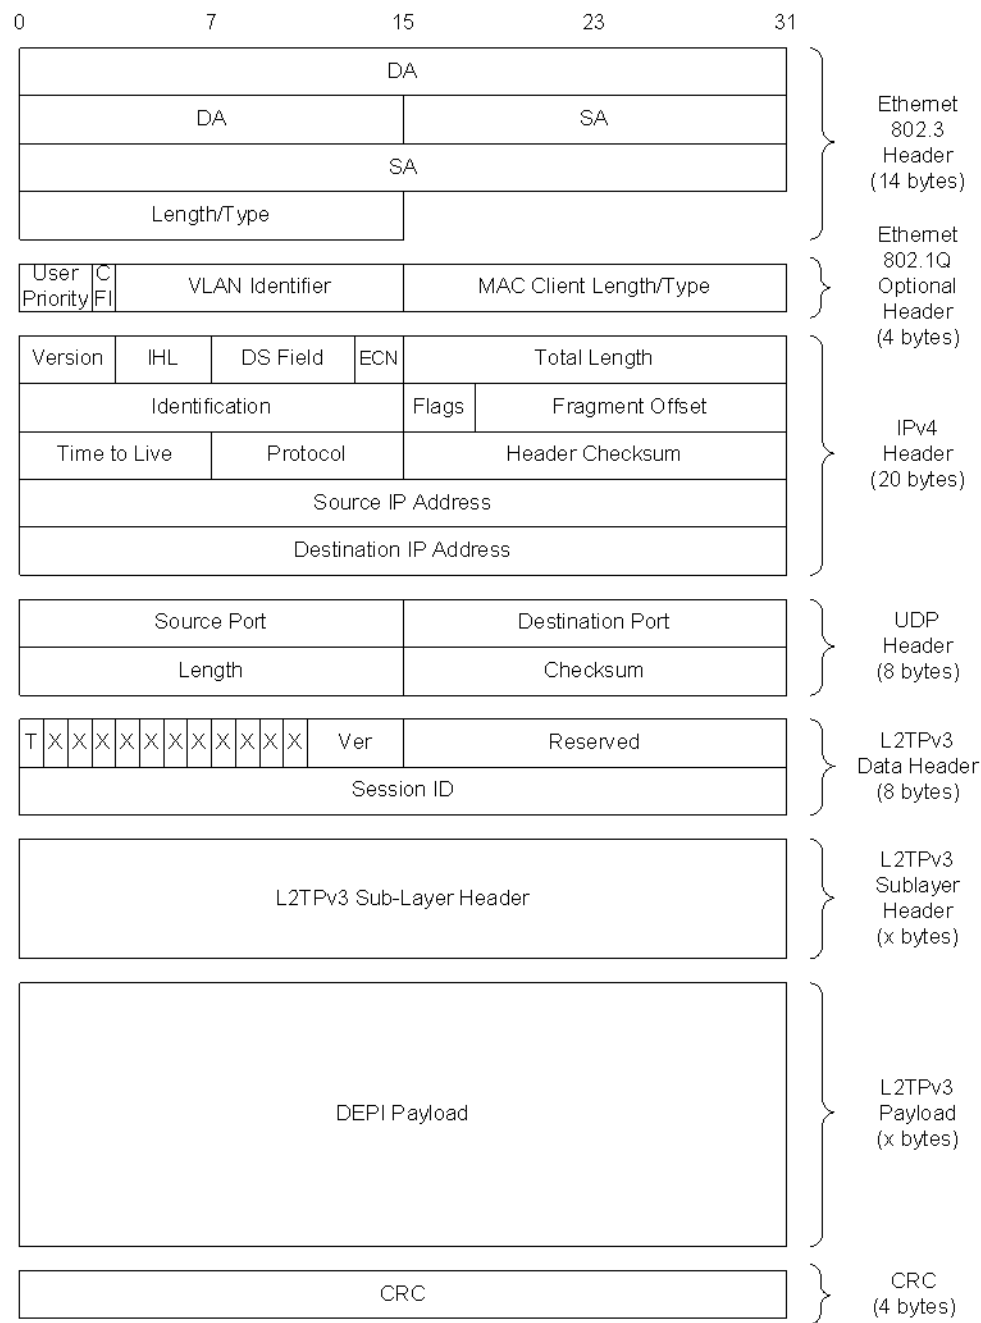 0 7 15 23 31
DA
DA SA
SA
Length/Type
Ethernet
802.3
Header
(14 bytes)
User
Priority
C
FI
VLAN Identifier MAC Client Length/Type
Ethernet
802.1Q
Optional
Header
(4 bytes)
Version IHL DS Field ECN Total Length
Identification Flags Fragment Offset
Time to Live Protocol Header Checksum
Source IP Address
Destination IP Address
IPv4
Header
(20 bytes)
Source Port Destination Port
Length Checksum
UDP
Header
(8 bytes)
T X X X X X X X X X X X Ver Reserved
Session ID
L2TPv3
Data Header
(8 bytes)
L2TPv3 Sub-Layer Header
L2TPv3
Sublayer
Header
(x bytes)
DEPI Payload
L2TPv3
Payload
(x bytes)
CRC
CRC
(4 bytes)